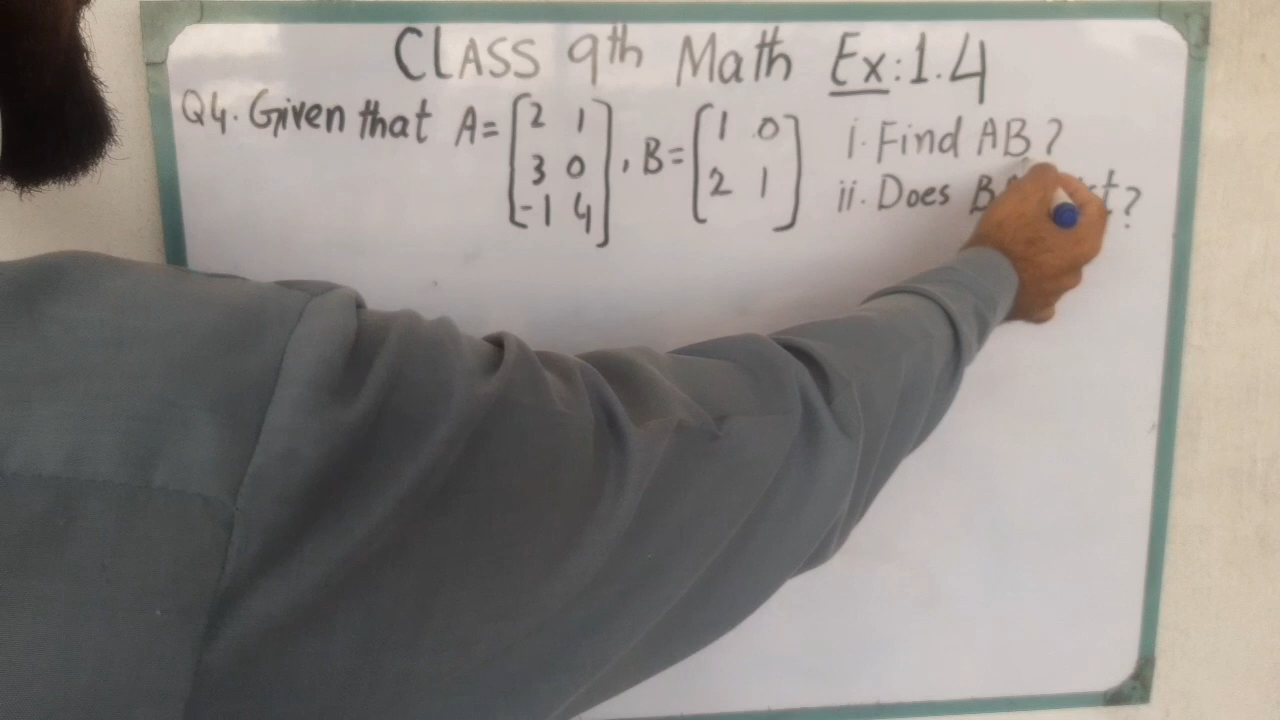 CLASS 9th Math Ex:1.4
Q4. Given that A=[2 1 3 0 -1 4], B=[1 0 2 1] i. Find AB?
ii. Does ?